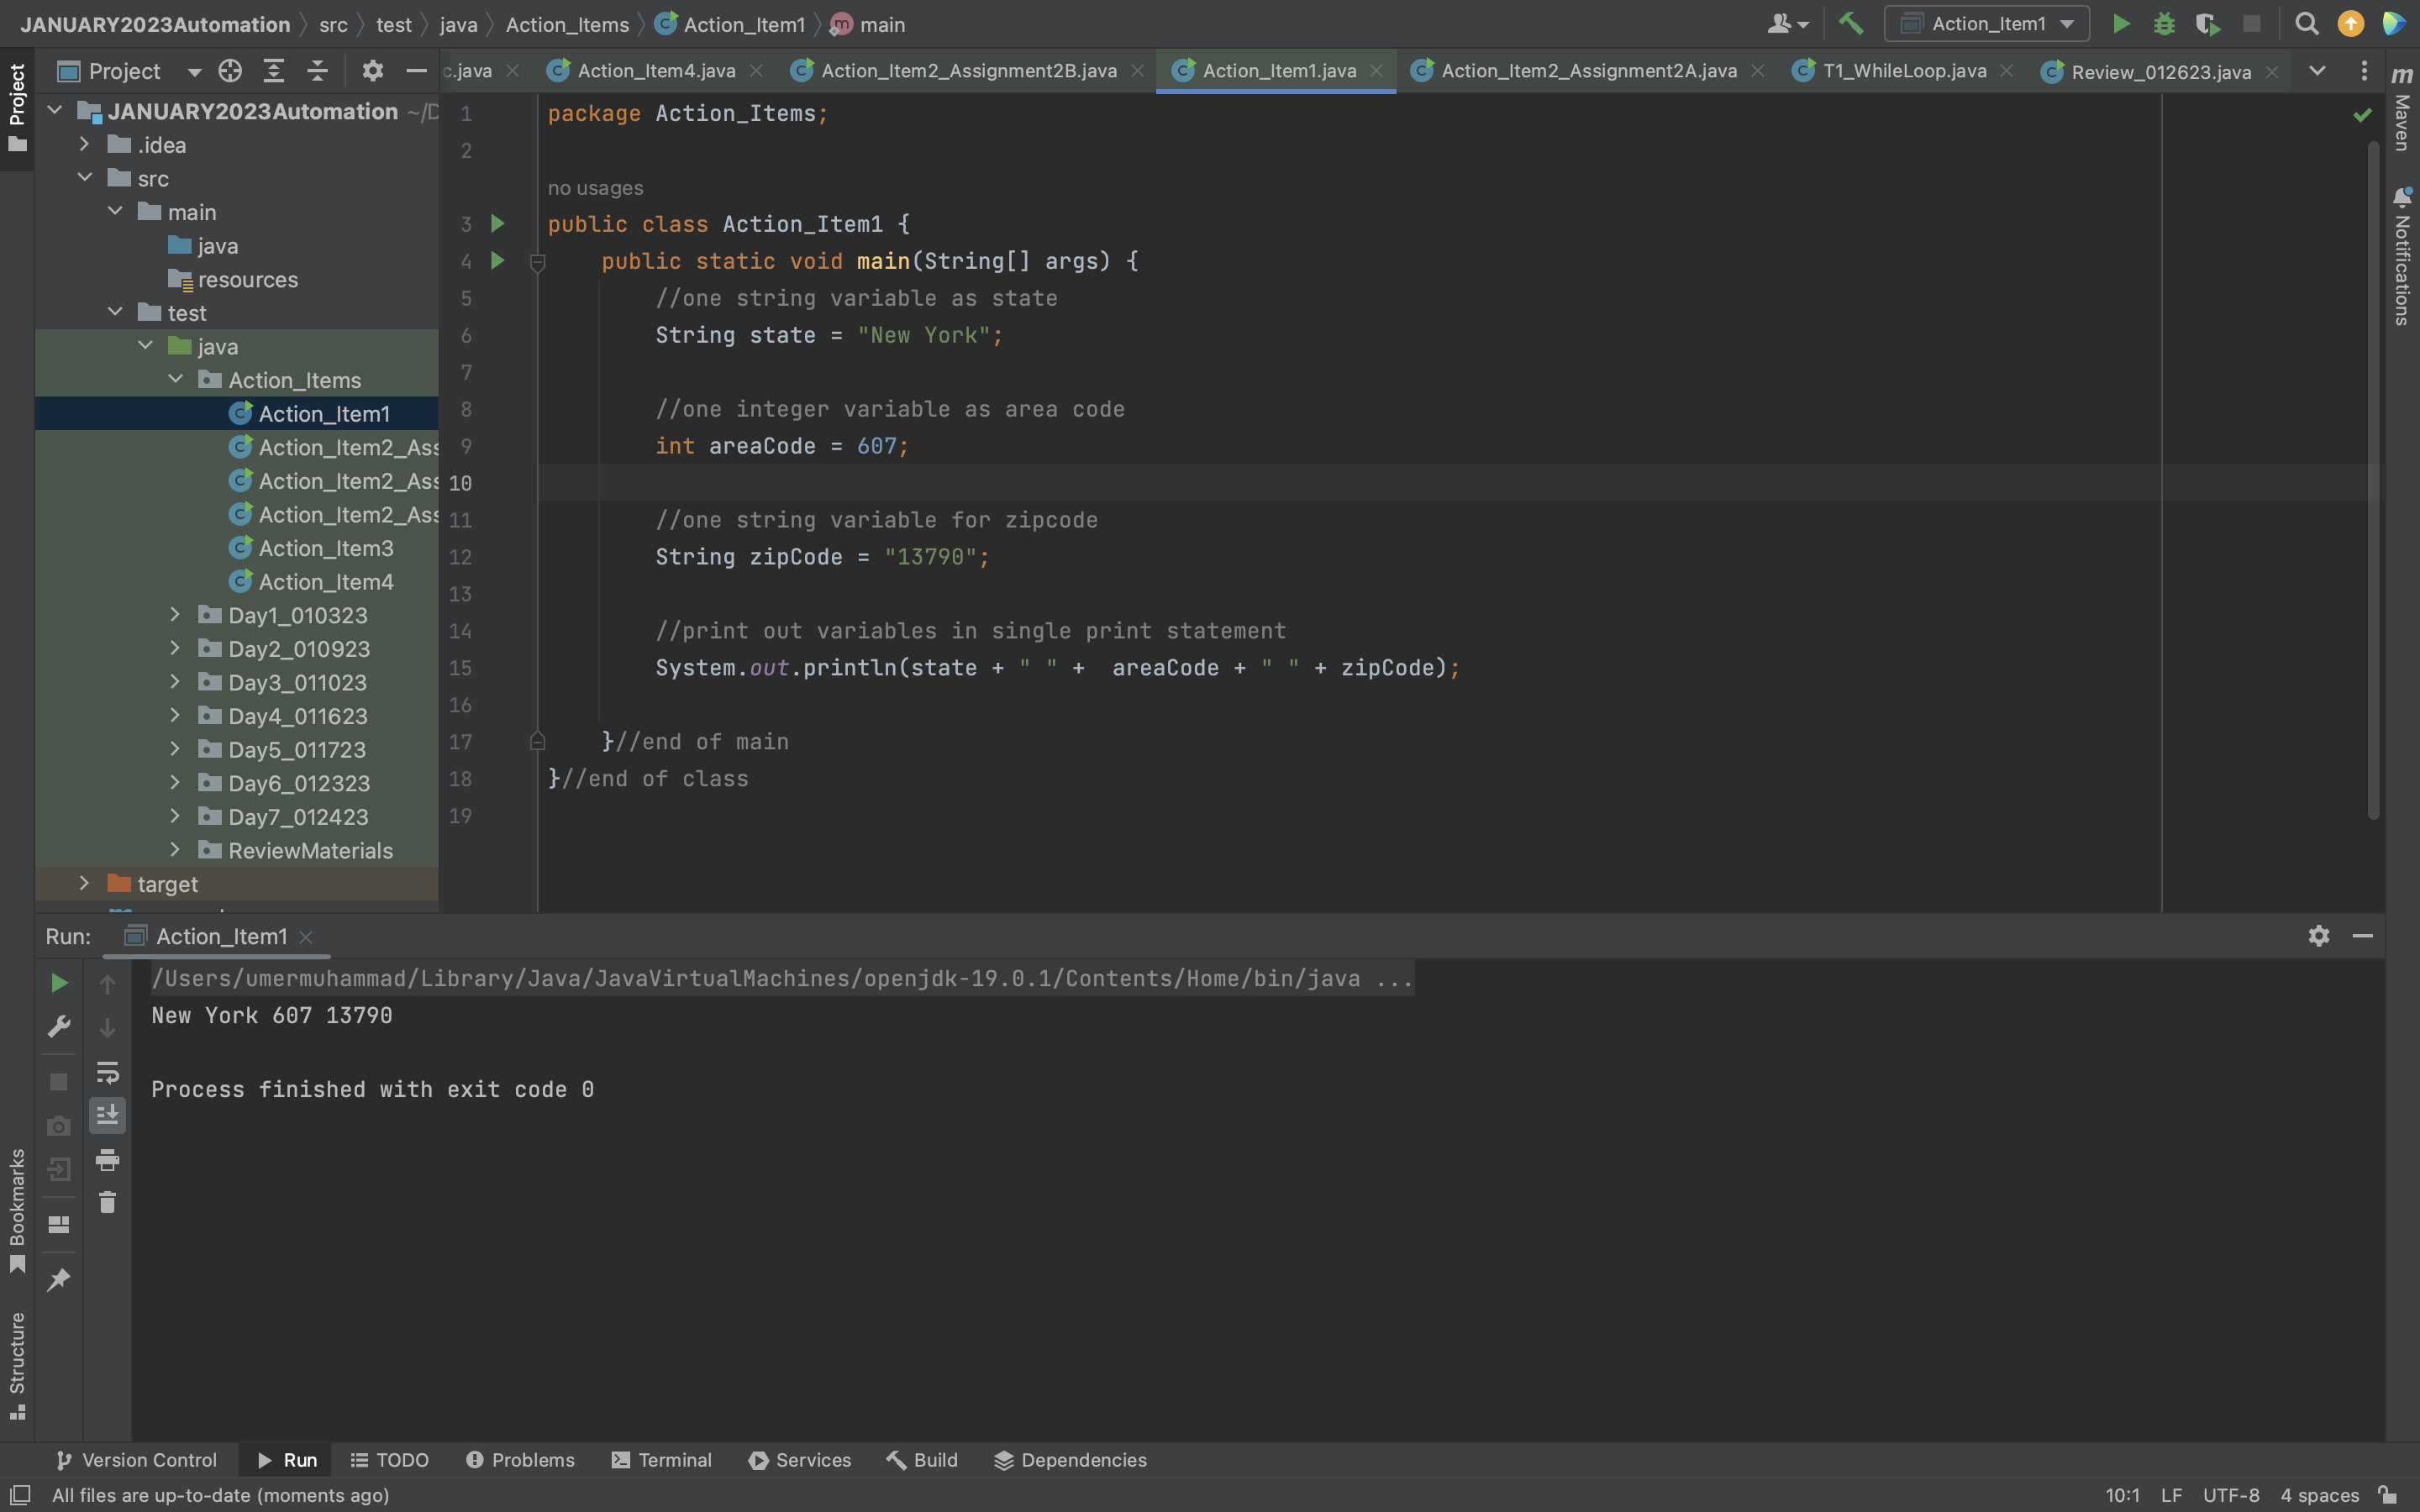 JANUARY2023Automation src test java Action_Items Action_Item1 m main Action_Item1
Project c.java Action_Item4.java Action_Item2_Assignment2B.java Action_Item1.java Action_Item2_Assignment2A.java T1_WhileLoop.java Review_012623.java
Project
JANUARY2023Automation ~/D
.idea
src
main
java
resources
test
java
Action_Items
Action_Item1
Action_Item2_Ass
Action_Item2_Ass
Action_Item2_Ass
Action_Item3
Action_Item4
Day1_010323
Day2_010923
Day3_011023
Day4_011623
Day5_011723
Day6_012323
Day7_012423
ReviewMaterials
target
1 package Action_Items;
2
no usages
3 public class Action_Item1 {
4 public static void main(String[] args) {
5 //one string variable as state
6 String state = "New York";
7
8 //one integer variable as area code
9 int areaCode = 607;
10
11 //one string variable for zipcode
12 String zipCode = "13790";
13
14 //print out variables in single print statement
15 System.out.println(state + " " +  areaCode + " " + zipCode);
16
17 }//end of main
18 }//end of class
19
m Maven
Notifications
Run: Action_Item1
/Users/umermuhammad/Library/Java/JavaVirtualMachines/openjdk-19.0.1/Contents/Home/bin/java ...
New York 607 13790
Process finished with exit code 0
Bookmarks
Structure
Version Control Run TODO Problems Terminal Services Build Dependencies
All files are up-to-date (moments ago) 10:1 LF UTF-8 4 spaces